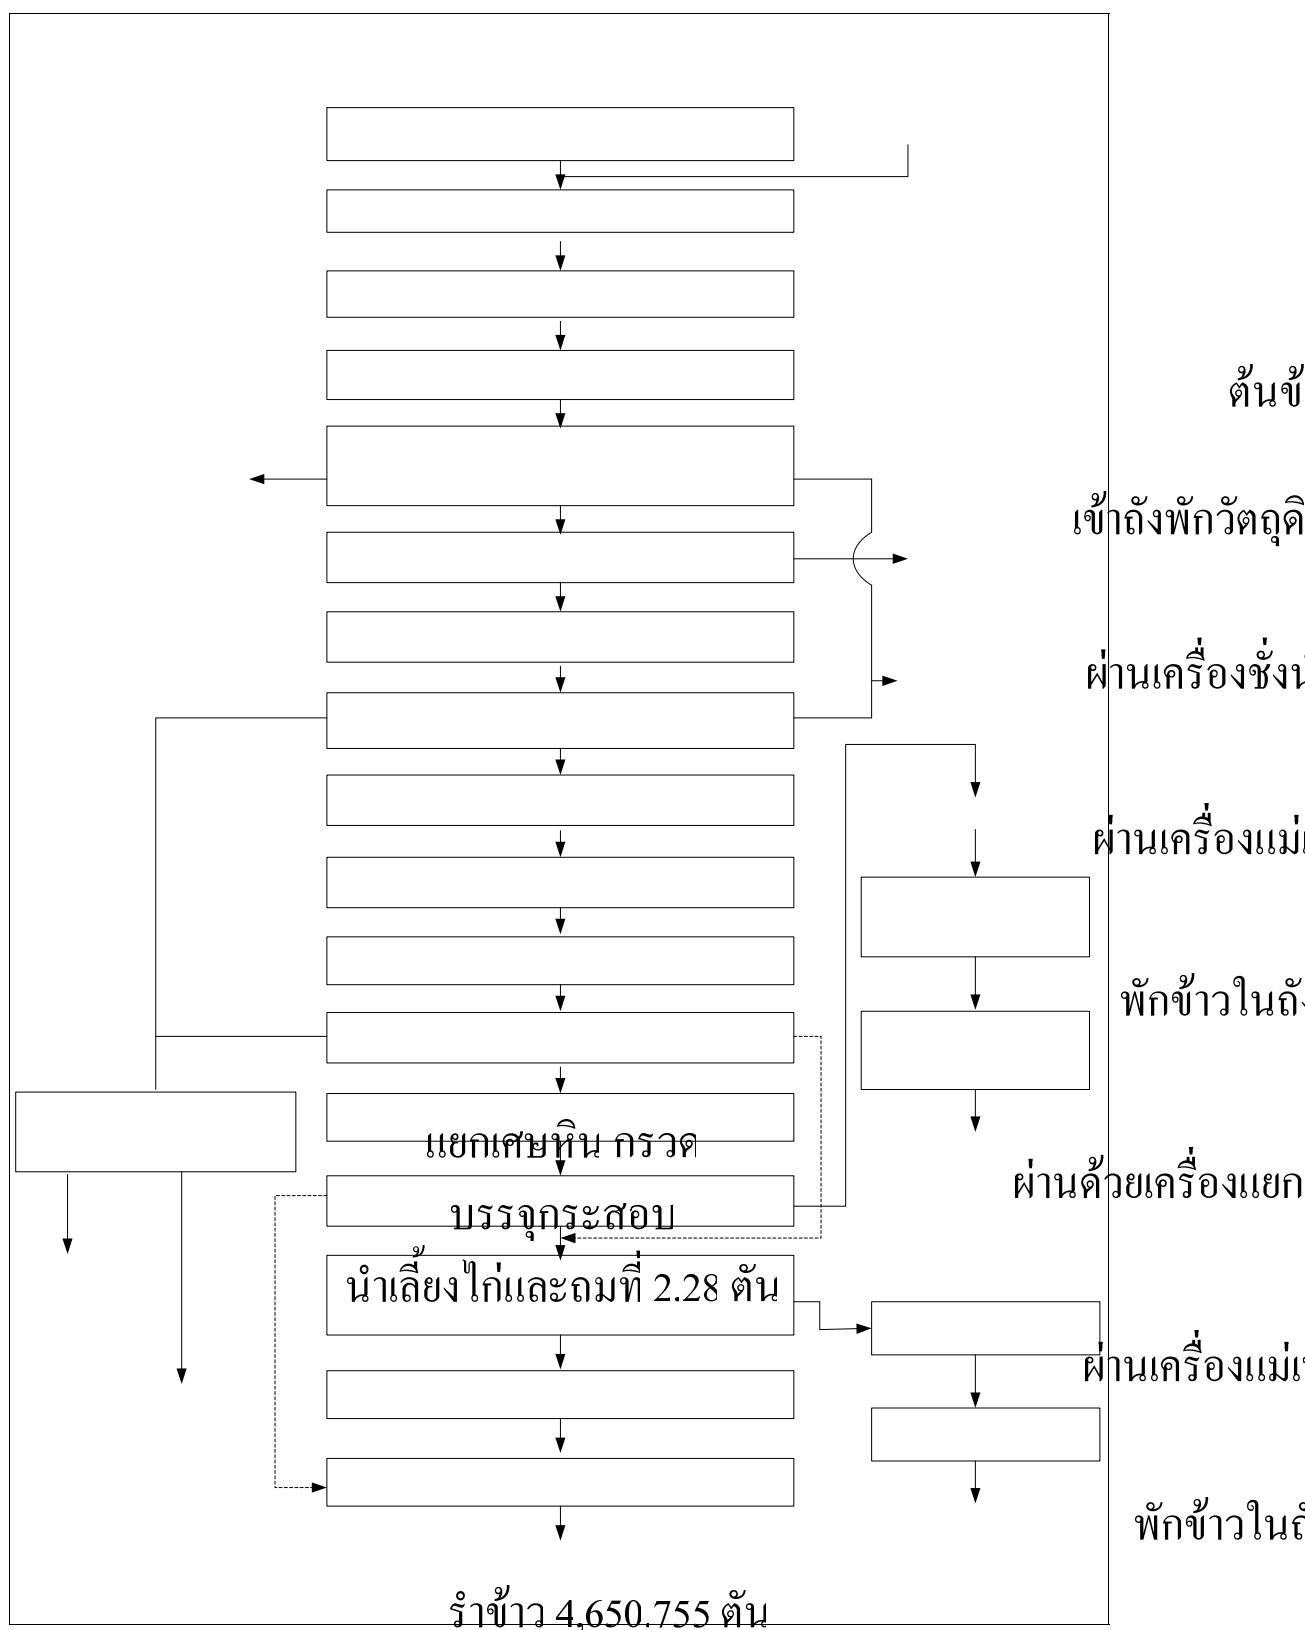 ต้นข้
เข้าถังพักวัตถุดิ
ผ่านเครื่องชั่งน้
ผ่านเครื่องแม่เ
พักข้าวในถัง
แยกเศษหิน กรวด
ผ่านด้วยเครื่องแยก
บรรจุกระสอบ
นำเลี้ยงไก่และถมที่ 2.28 ตัน
ผ่านเครื่องแม่เห
พักข้าวในถั
รำข้าว 4,650.755 ตัน